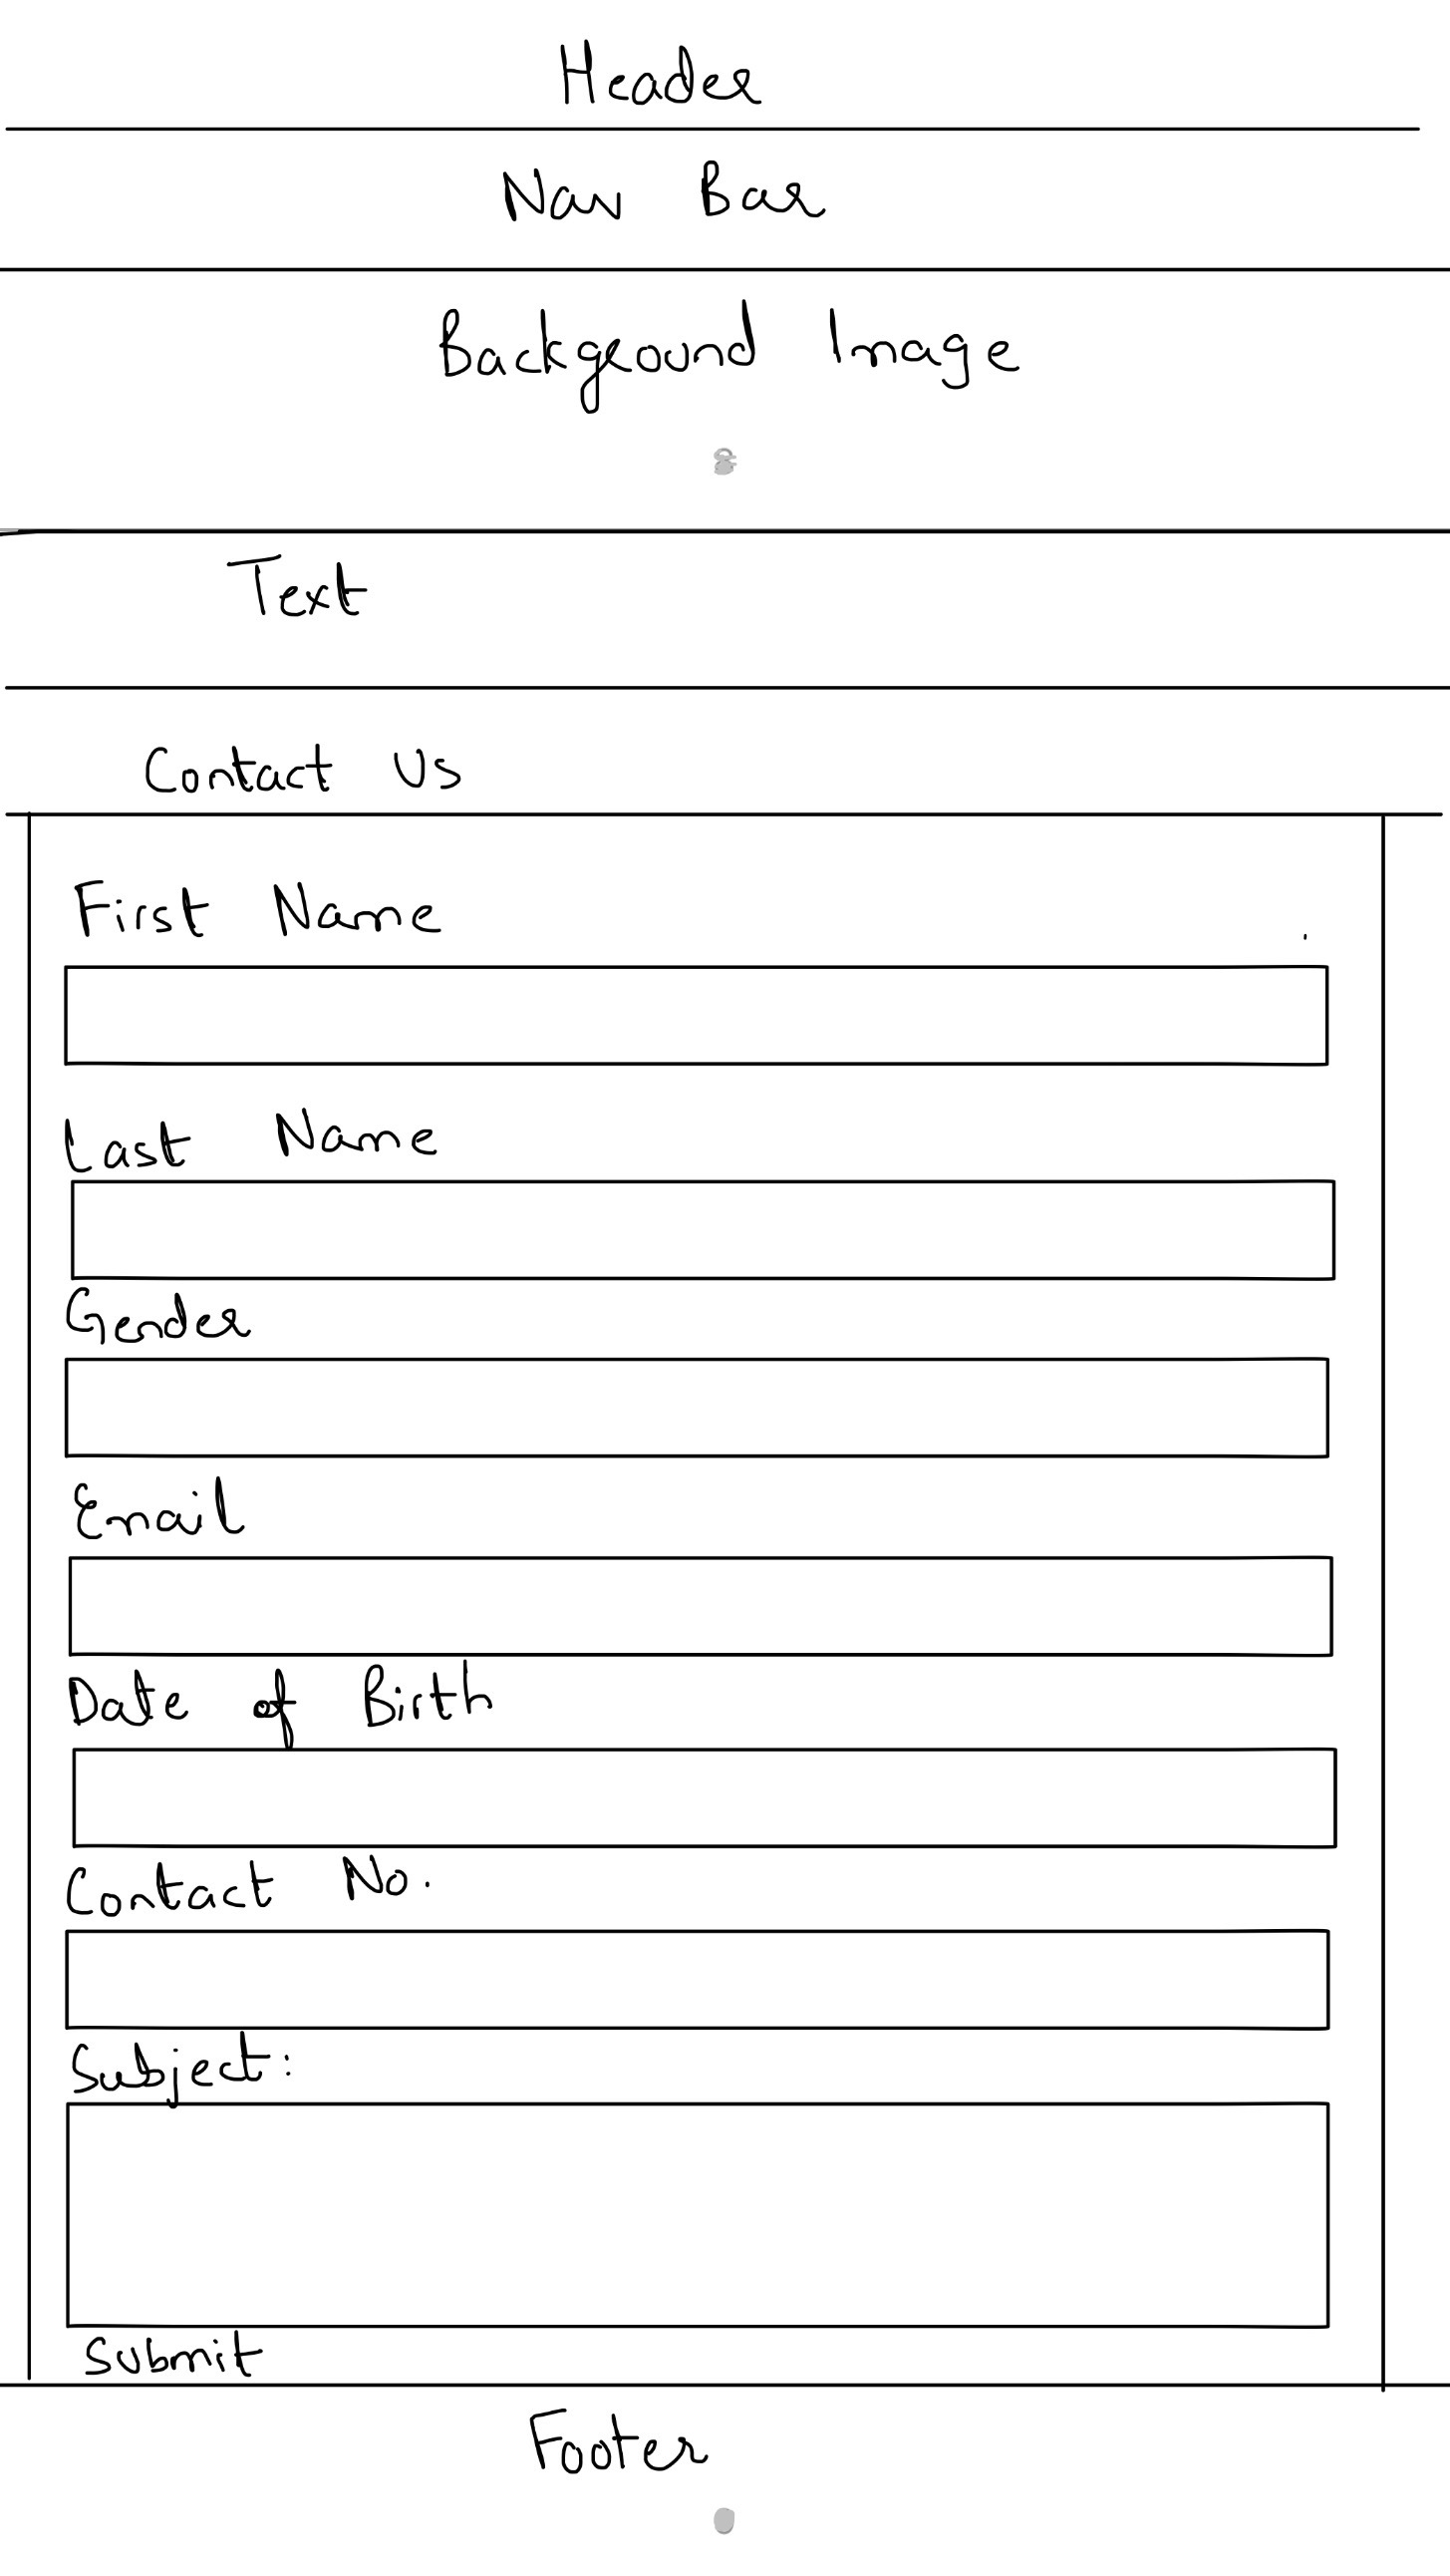 Header
Nav Bar
Background Image
Text
Contact Us
First Name
Last Name
Gender
Email
Date of Birth
Contact No.
Subject:
Submit
Footer